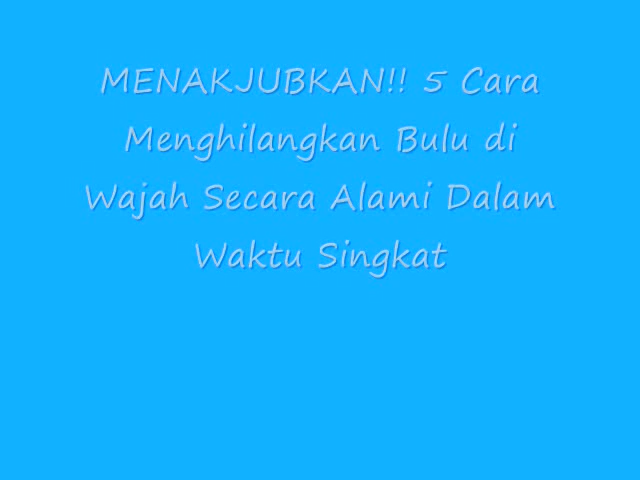 MENAKJUBKAN!! 5 Cara
Menghilangkan Bulu di
Wajah Secara Alami Dalam
Waktu Singkat